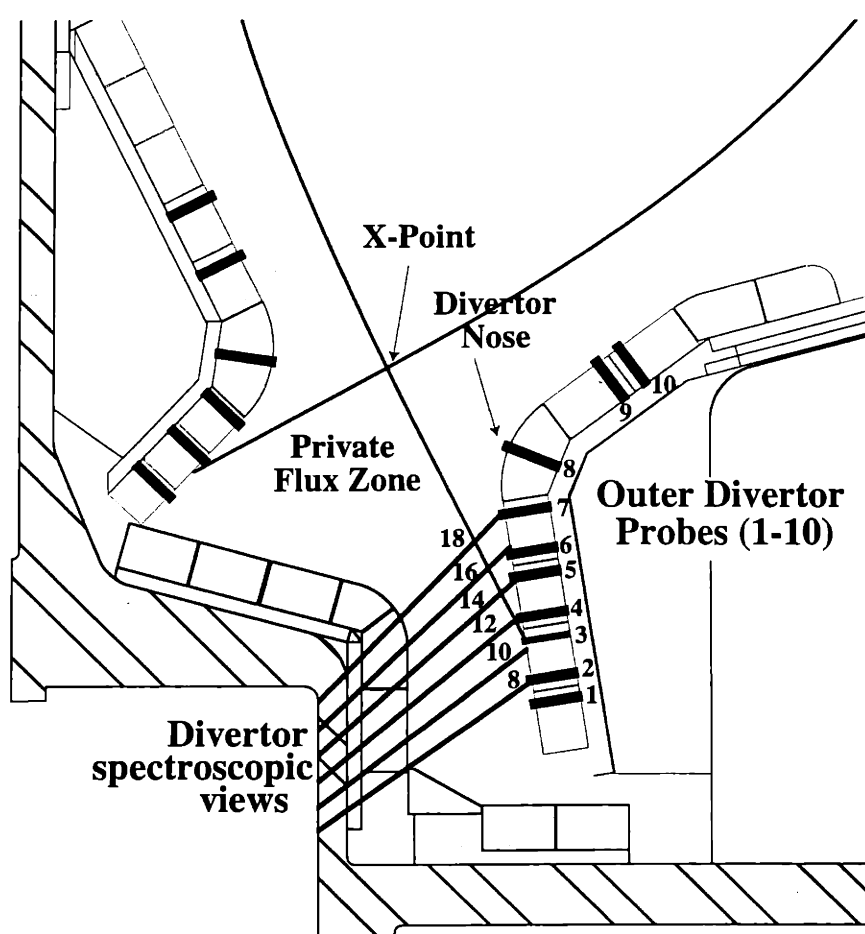 X-Point
Divertor
Nose
10
9
Private
Flux Zone
8
Outer Divertor
Probes (1-10)
7
18
6
16
5
14
4
12
3
10
2
8
1
Divertor
spectroscopic
views